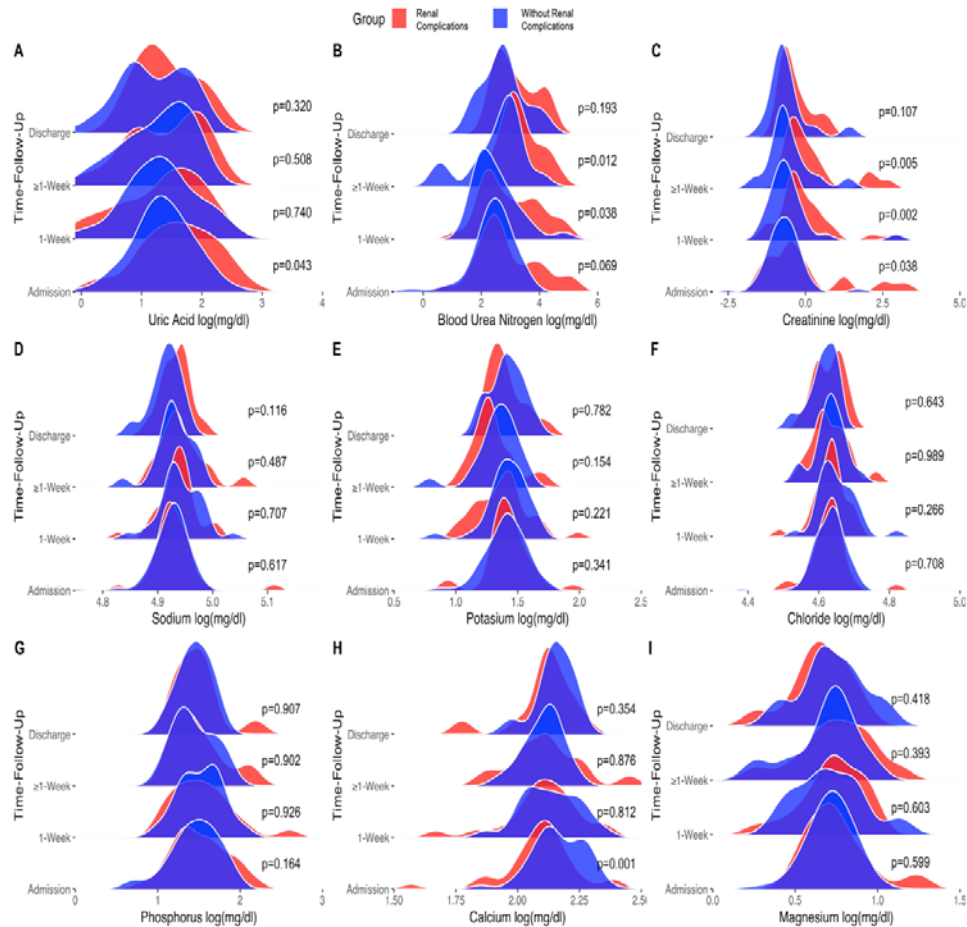 Group Renal Complications Without Renal Complications
A
Time-Follow-Up
Discharge
≥1-Week
1-Week
Admission
p=0.320
p=0.508
p=0.740
p=0.043
0 1 2 3 4
Uric Acid log(mg/dl)
B
Time-Follow-Up
Discharge
≥1-Week
1-Week
Admission
p=0.193
p=0.012
p=0.038
p=0.069
0 2 4 6
Blood Urea Nitrogen log(mg/dl)
C
Time-Follow-Up
Discharge
≥1-Week
1-Week
Admission
p=0.107
p=0.005
p=0.002
p=0.038
-2.5 0.0 2.5 5.0
Creatinine log(mg/dl)
D
Time-Follow-Up
Discharge
≥1-Week
1-Week
Admission
p=0.116
p=0.487
p=0.707
p=0.617
4.8 4.9 5.0 5.1
Sodium log(mg/dl)
E
Time-Follow-Up
Discharge
≥1-Week
1-Week
Admission
p=0.782
p=0.154
p=0.221
p=0.341
0.5 1.0 1.5 2.0 2.5
Potasium log(mg/dl)
F
Time-Follow-Up
Discharge
≥1-Week
1-Week
Admission
p=0.643
p=0.989
p=0.266
p=0.708
4.4 4.6 4.8 5.0
Chloride log(mg/dl)
G
Time-Follow-Up
Discharge
≥1-Week
1-Week
Admission
p=0.907
p=0.902
p=0.926
p=0.164
0 1 2 3
Phosphorus log(mg/dl)
H
Time-Follow-Up
Discharge
≥1-Week
1-Week
Admission
p=0.354
p=0.876
p=0.812
p=0.001
1.50 1.75 2.00 2.25 2.50
Calcium log(mg/dl)
I
Time-Follow-Up
Discharge
≥1-Week
1-Week
Admission
p=0.418
p=0.393
p=0.603
p=0.599
0.0 0.5 1.0 1.5
Magnesium log(mg/dl)